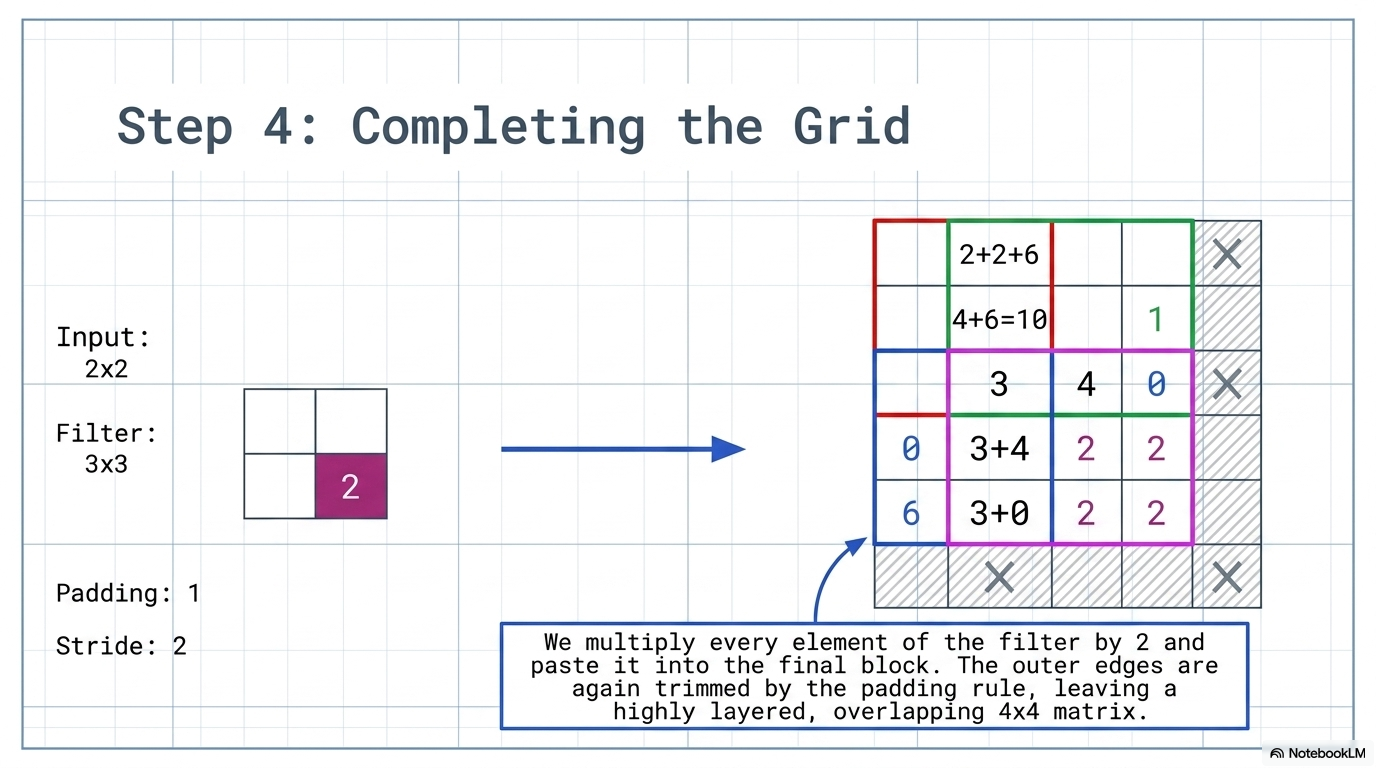 Step 4: Completing the Grid
Input:
2x2
Filter:
3x3
2
Padding: 1
Stride: 2
2+2+6
4+6=10 1
3 4 0
0 3+4 2 2
6 3+0 2 2
We multiply every element of the filter by 2 and
paste it into the final block. The outer edges are
again trimmed by the padding rule, leaving a
highly layered, overlapping 4x4 matrix.
NotebookLM